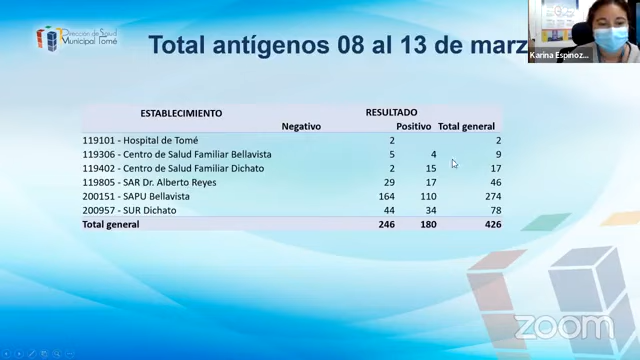 Dirección de Salud
Municipal Tomé
Total antígenos 08 al 13 de marz
Karina Espinoz...
ESTABLECIMIENTO RESULTADO
Negativo Positivo Total general
119101 - Hospital de Tomé 2 2
119306 - Centro de Salud Familiar Bellavista 5 4 9
119402 - Centro de Salud Familiar Dichato 2 15 17
119805 - SAR Dr. Alberto Reyes 29 17 46
200151 - SAPU Bellavista 164 110 274
200957 - SUR Dichato 44 34 78
Total general 246 180 426
zoom